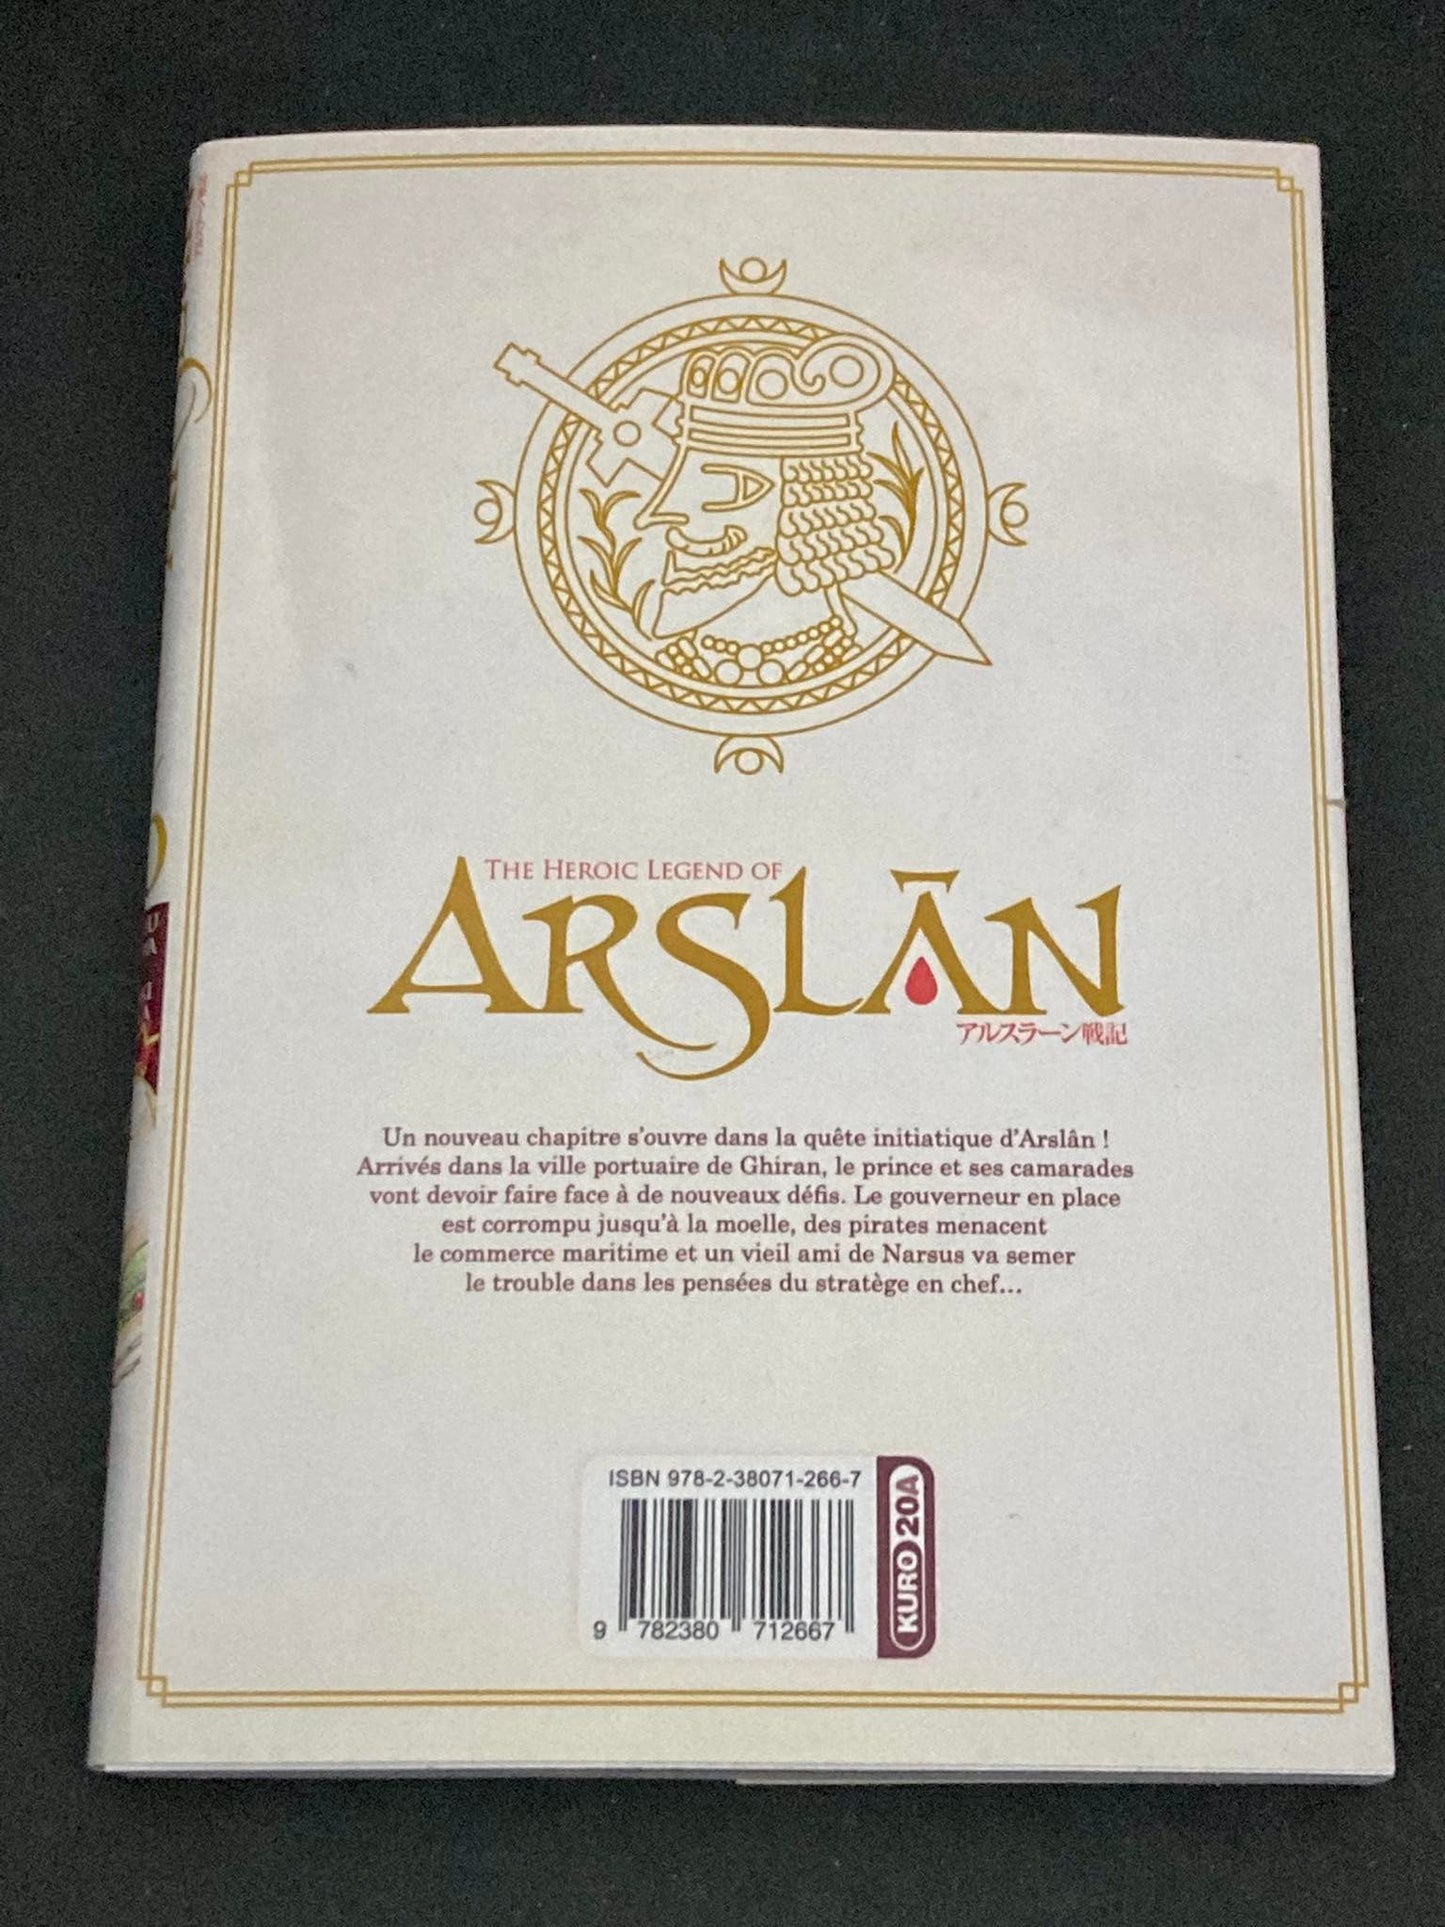 THE HEROIC LEGEND OF
ARSLĀN
アルスラーン戦記
Un nouveau chapitre s'ouvre dans la quête initiatique d'Arslân !
Arrivés dans la ville portuaire de Ghiran, le prince et ses camarades
vont devoir faire face à de nouveaux défis. Le gouverneur en place
est corrompu jusqu'à la moelle, des pirates menacent
le commerce maritime et un vieil ami de Narsus va semer
le trouble dans les pensées du stratège en chef...
ISBN 978-2-38071-266-7
9 782380 712667
KURO 20A